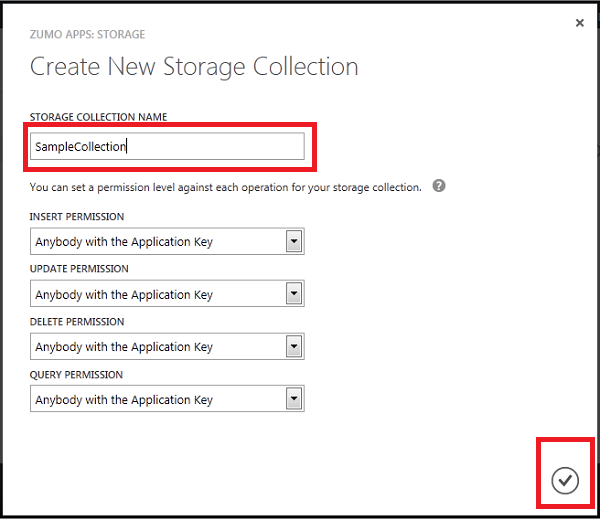 ZUMO APPS: STORAGE
Create New Storage Collection
STORAGE COLLECTION NAME
SampleCollection
You can set a permission level against each operation for your storage collection. ?
INSERT PERMISSION
Anybody with the Application Key
UPDATE PERMISSION
Anybody with the Application Key
DELETE PERMISSION
Anybody with the Application Key
QUERY PERMISSION
Anybody with the Application Key